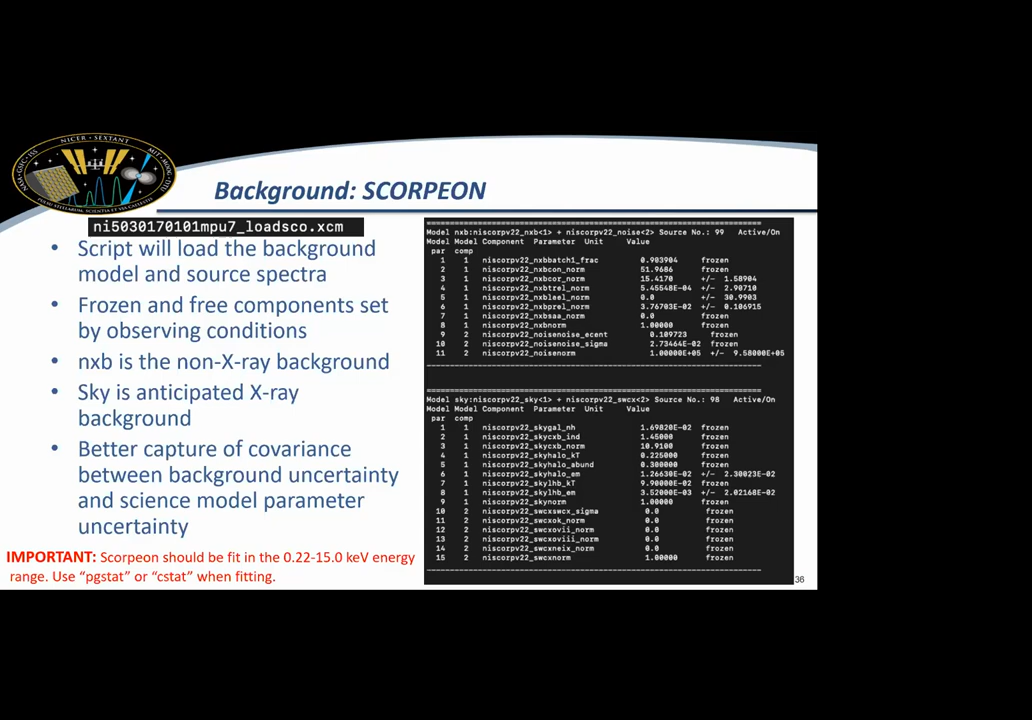 NICER • SEXTANT
Background: SCORPEON
ni5030170101mpu7_loadsco.xcm
• Script will load the background
model and source spectra
• Frozen and free components set
by observing conditions
• nxb is the non-X-ray background
• Sky is anticipated X-ray
background
• Better capture of covariance
between background uncertainty
and science model parameter
uncertainty
IMPORTANT: Scorpeon should be fit in the 0.22-15.0 keV energy
range. Use “pgstat” or “cstat” when fitting.
Model nxb:niscorpv22_nxb<1> + niscorpv22_noise<2> Source No.: 99 Active/On
Model Model Component Parameter Unit Value
par comp
1 1 niscorpv22_nxbbatch1_frac 0.903904 frozen
2 1 niscorpv22_nxbcon_norm 51.9686 frozen
3 1 niscorpv22_nxbcor_norm 15.4170 +/- 1.58904
4 1 niscorpv22_nxbtrel_norm 5.45548E-04 +/- 2.90710
5 1 niscorpv22_nxbleel_norm 0.0 +/- 30.9903
6 1 niscorpv22_nxbprel_norm 3.76702E-02 +/- 0.106915
7 1 niscorpv22_nxbsaa_norm 0.0 frozen
8 1 niscorpv22_nxbnorm 1.00000 frozen
9 2 niscorpv22_noisenoise_ecent 0.109723 frozen
10 2 niscorpv22_noisenoise_sigma 2.73464E-02 frozen
11 2 niscorpv22_noisenorm 1.00000E+05 +/- 9.58000E+05
Model sky:niscorpv22_sky<1> + niscorpv22_swcx<2> Source No.: 98 Active/On
Model Model Component Parameter Unit Value
par comp
1 1 niscorpv22_skygal_nh 1.69820E-02 frozen
2 1 niscorpv22_skycxb_ind 1.45000 frozen
3 1 niscorpv22_skycxb_norm 10.9100 frozen
4 1 niscorpv22_skyhalo_kT 0.225000 frozen
5 1 niscorpv22_skyhalo_abund 0.300000 frozen
6 1 niscorpv22_skyhalo_em 1.26630E-02 +/- 2.30023E-02
7 1 niscorpv22_skylhb_kT 9.90000E-02 frozen
8 1 niscorpv22_skylhb_em 3.52000E-03 +/- 2.02168E-02
9 1 niscorpv22_skynorm 1.00000 frozen
10 2 niscorpv22_swcxswcx_sigma 0.0 frozen
11 2 niscorpv22_swcxok_norm 0.0 frozen
12 2 niscorpv22_swcxovii_norm 0.0 frozen
13 2 niscorpv22_swcxoviii_norm 0.0 frozen
14 2 niscorpv22_swcxneix_norm 0.0 frozen
15 2 niscorpv22_swcxnorm 1.00000 frozen
36